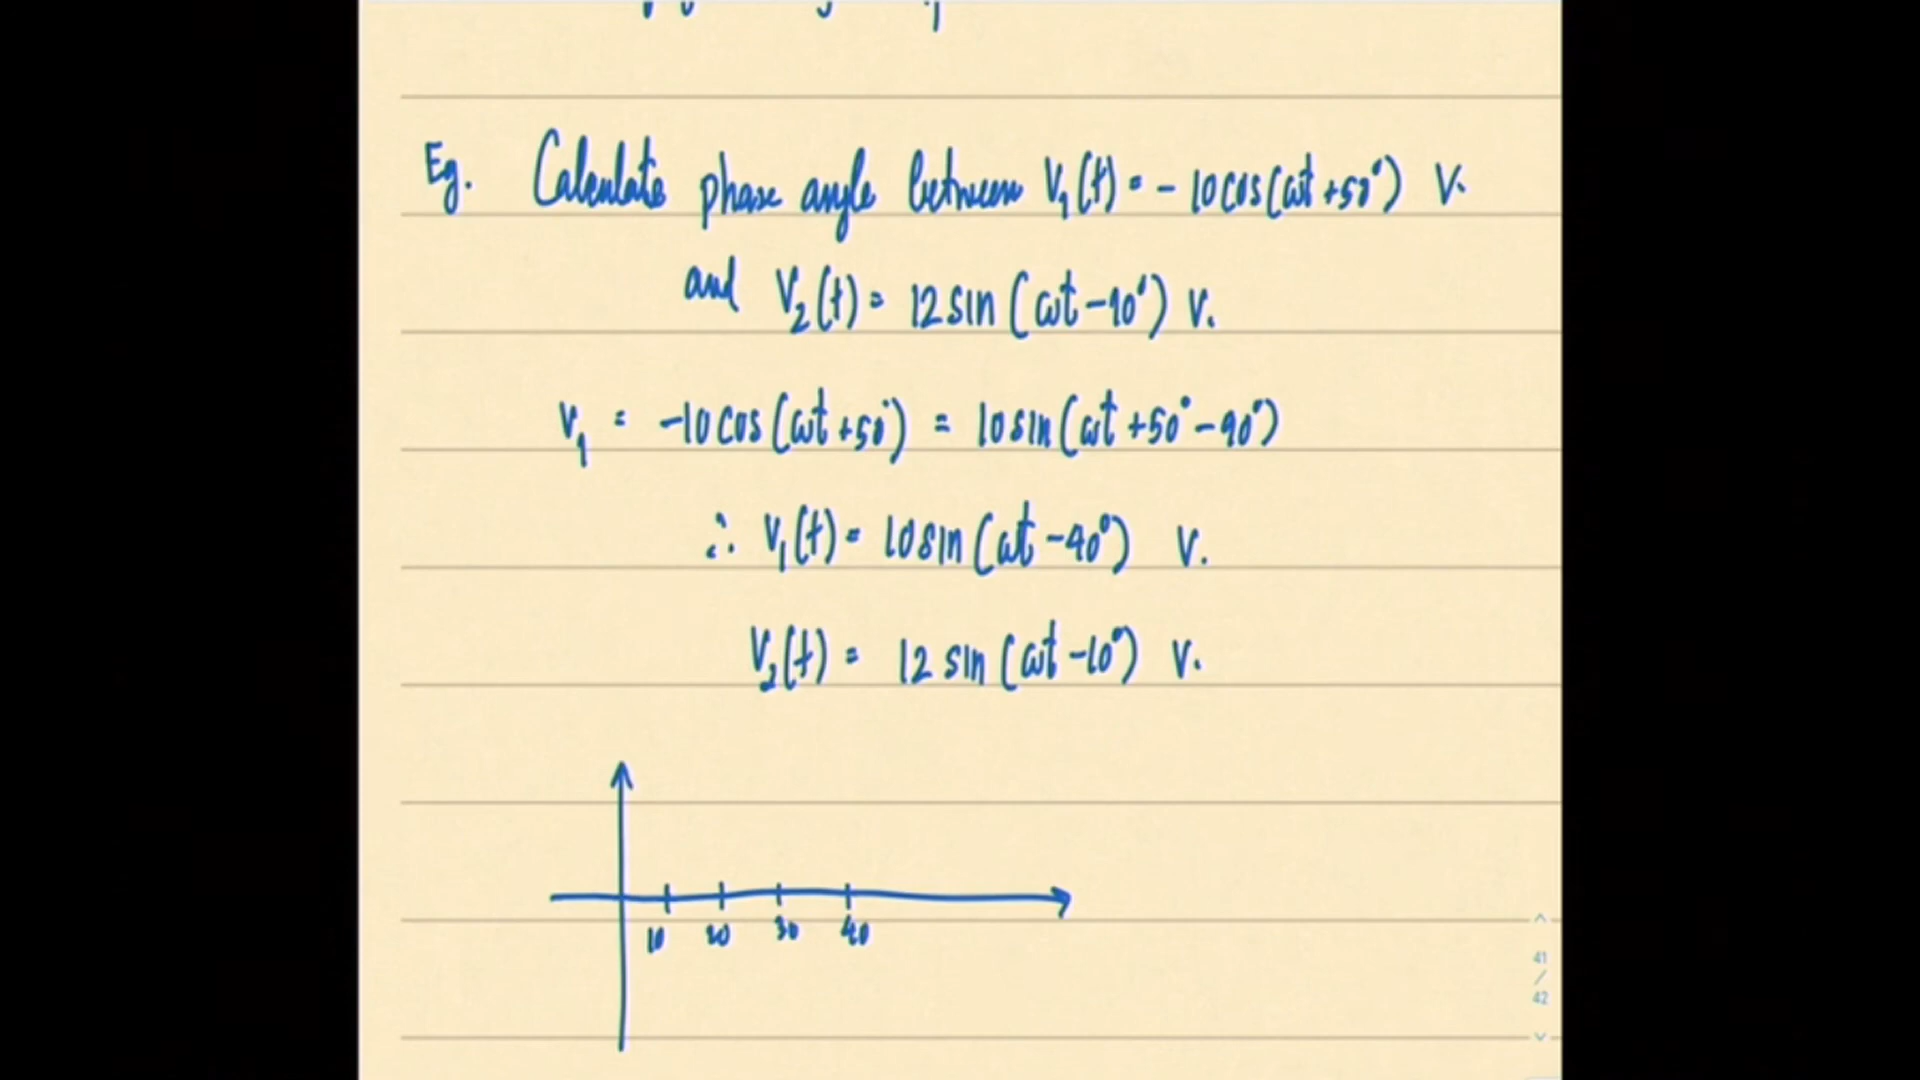 Eg. Calculate phase angle between V₁(t) = -10cos(ωt+50°) V.
and V₂(t) = 12sin(ωt-10°) V.
V₁ = -10cos(ωt+50°) = 10sin(ωt+50°-90°)
∴ V₁(t) = 10sin(ωt-40°) V.
V₂(t) = 12sin(ωt-10°) V.
10 20 30 40
41
/
42